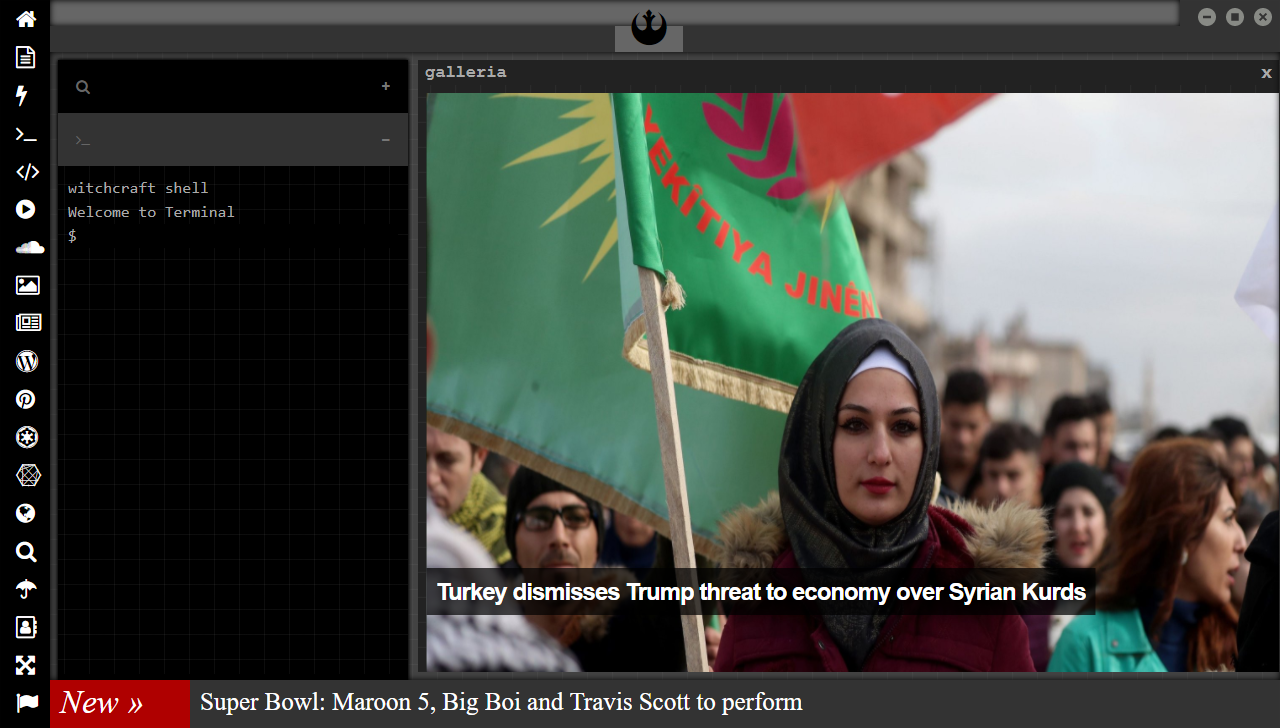 galleria
x
witchcraft shell
Welcome to Terminal
$
YEKÎTIYA JINÊN
Turkey dismisses Trump threat to economy over Syrian Kurds
New »
Super Bowl: Maroon 5, Big Boi and Travis Scott to perform